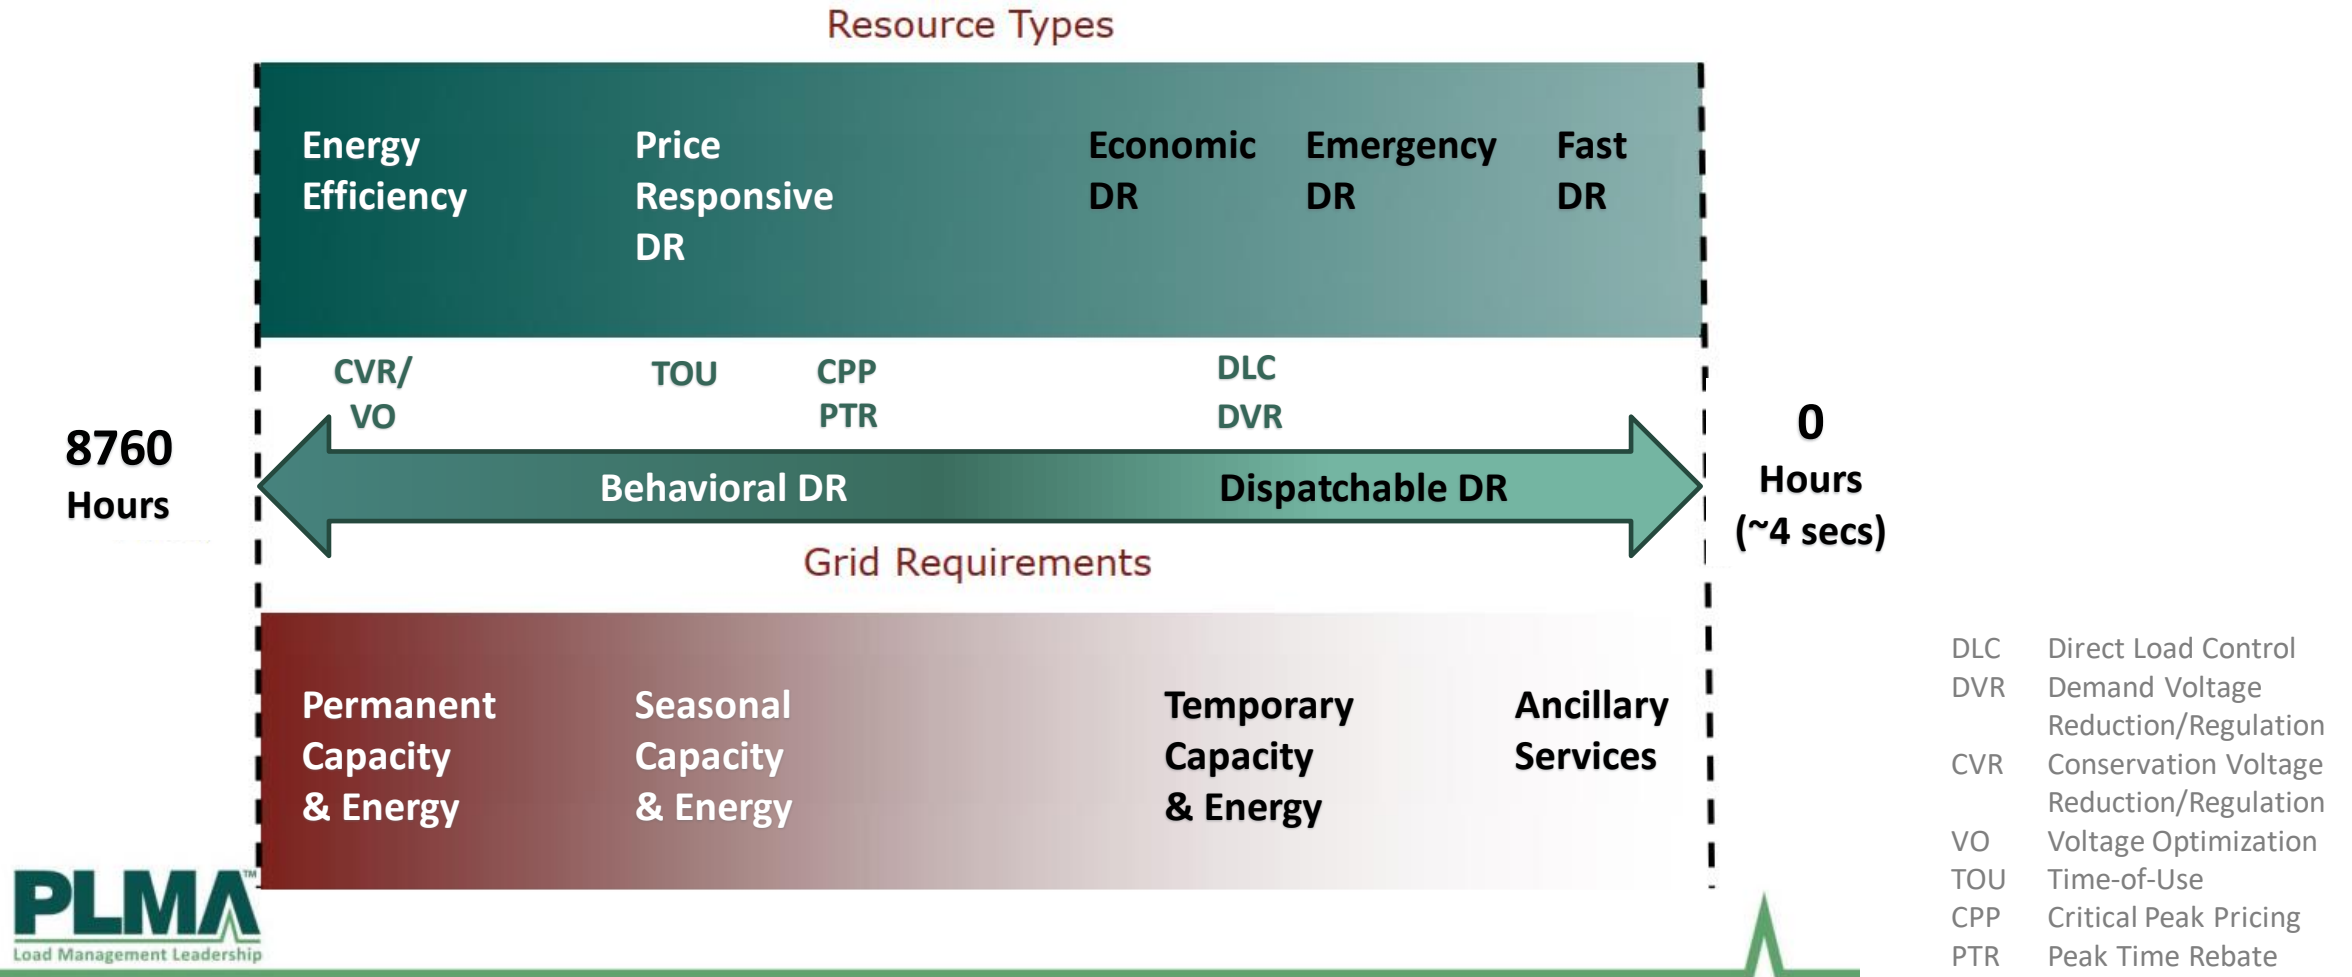 Resource Types
Energy
Efficiency
Price
Responsive
DR
Economic
DR
Emergency
DR
Fast
DR
CVR/
VO
TOU
CPP
PTR
DLC
DVR
8760
Hours
Behavioral DR
Dispatchable DR
0
Hours
(~4 secs)
Grid Requirements
Permanent
Capacity
& Energy
Seasonal
Capacity
& Energy
Temporary
Capacity
& Energy
Ancillary
Services
DLC Direct Load Control
DVR Demand Voltage
Reduction/Regulation
CVR Conservation Voltage
Reduction/Regulation
VO Voltage Optimization
TOU Time-of-Use
CPP Critical Peak Pricing
PTR Peak Time Rebate
PLMA™
Load Management Leadership